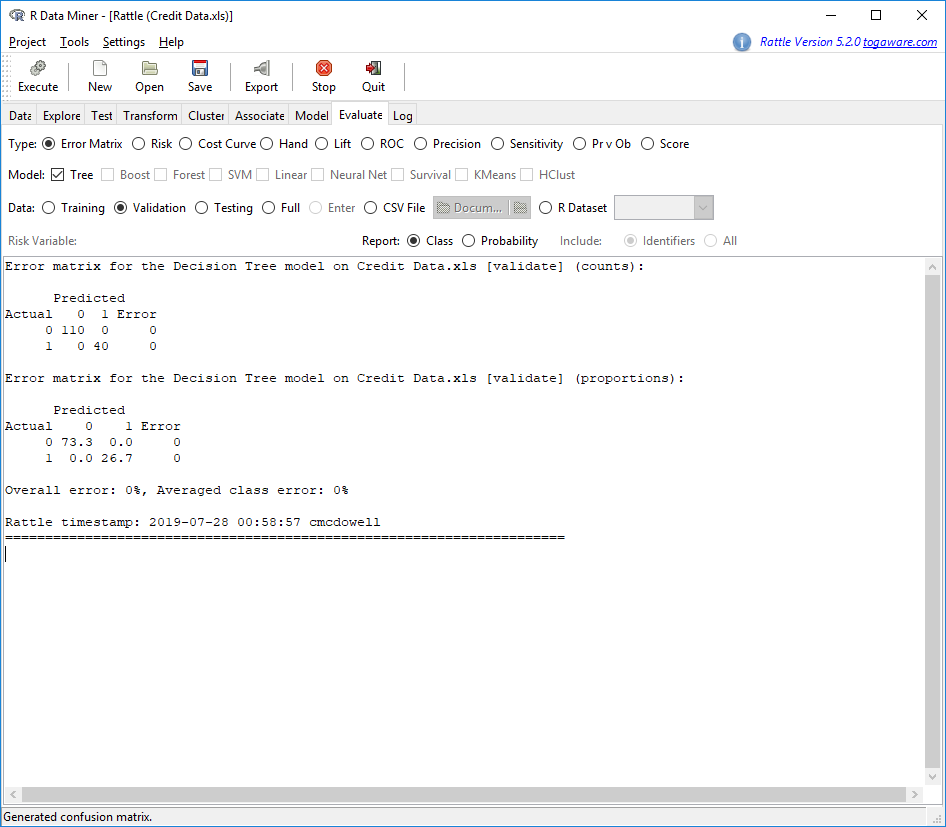 R Data Miner - [Rattle (Credit Data.xls)]
Project Tools Settings Help Rattle Version 5.2.0 togaware.com
Execute New Open Save Export Stop Quit
Data Explore Test Transform Cluster Associate Model Evaluate Log
Type: Error Matrix Risk Cost Curve Hand Lift ROC Precision Sensitivity Pr v Ob Score
Model: Tree Boost Forest SVM Linear Neural Net Survival KMeans HClust
Data: Training Validation Testing Full Enter CSV File Docum... R Dataset
Risk Variable: Report: Class Probability Include: Identifiers All
Error matrix for the Decision Tree model on Credit Data.xls [validate] (counts):
Predicted
Actual 0 1 Error
0 110 0 0
1 0 40 0
Error matrix for the Decision Tree model on Credit Data.xls [validate] (proportions):
Predicted
Actual 0 1 Error
0 73.3 0.0 0
1 0.0 26.7 0
Overall error: 0%, Averaged class error: 0%
Rattle timestamp: 2019-07-28 00:58:57 cmcdowell
======================================================================
Generated confusion matrix.